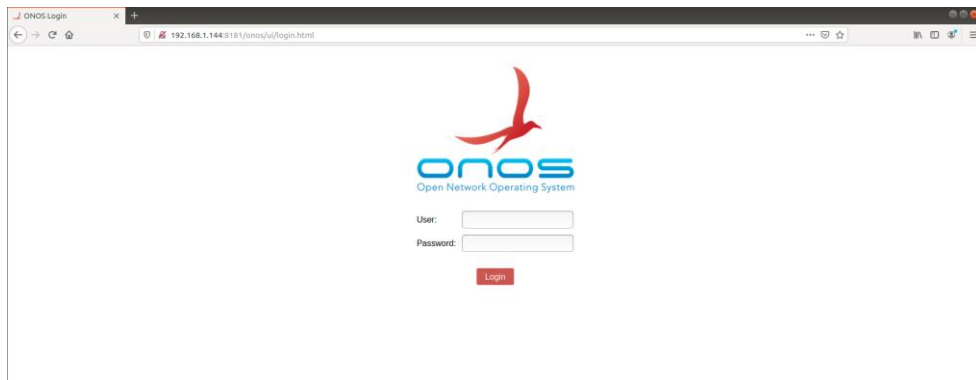 ONOS Login
192.168.1.144:8181/onos/ui/login.html
onos
Open Network Operating System
User:
Password:
Login